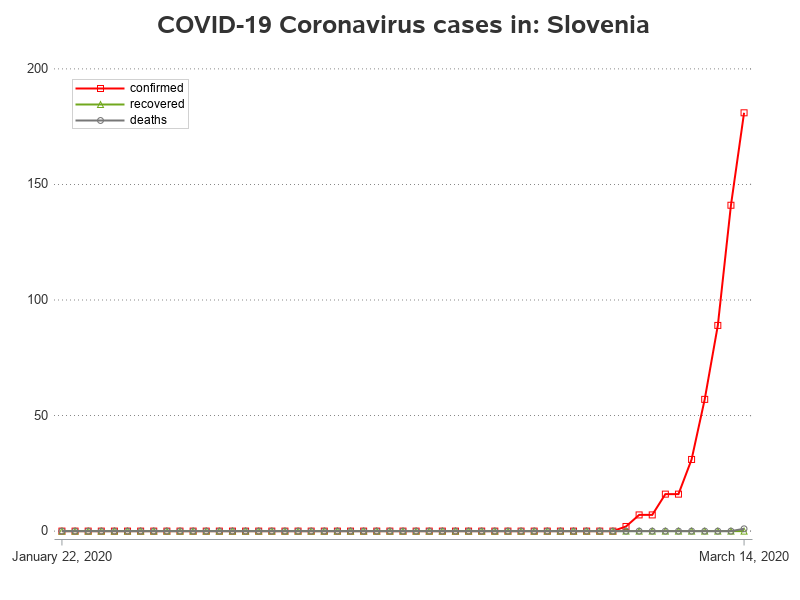 COVID-19 Coronavirus cases in: Slovenia
200
confirmed
recovered
deaths
150
100
50
0
January 22, 2020 March 14, 2020